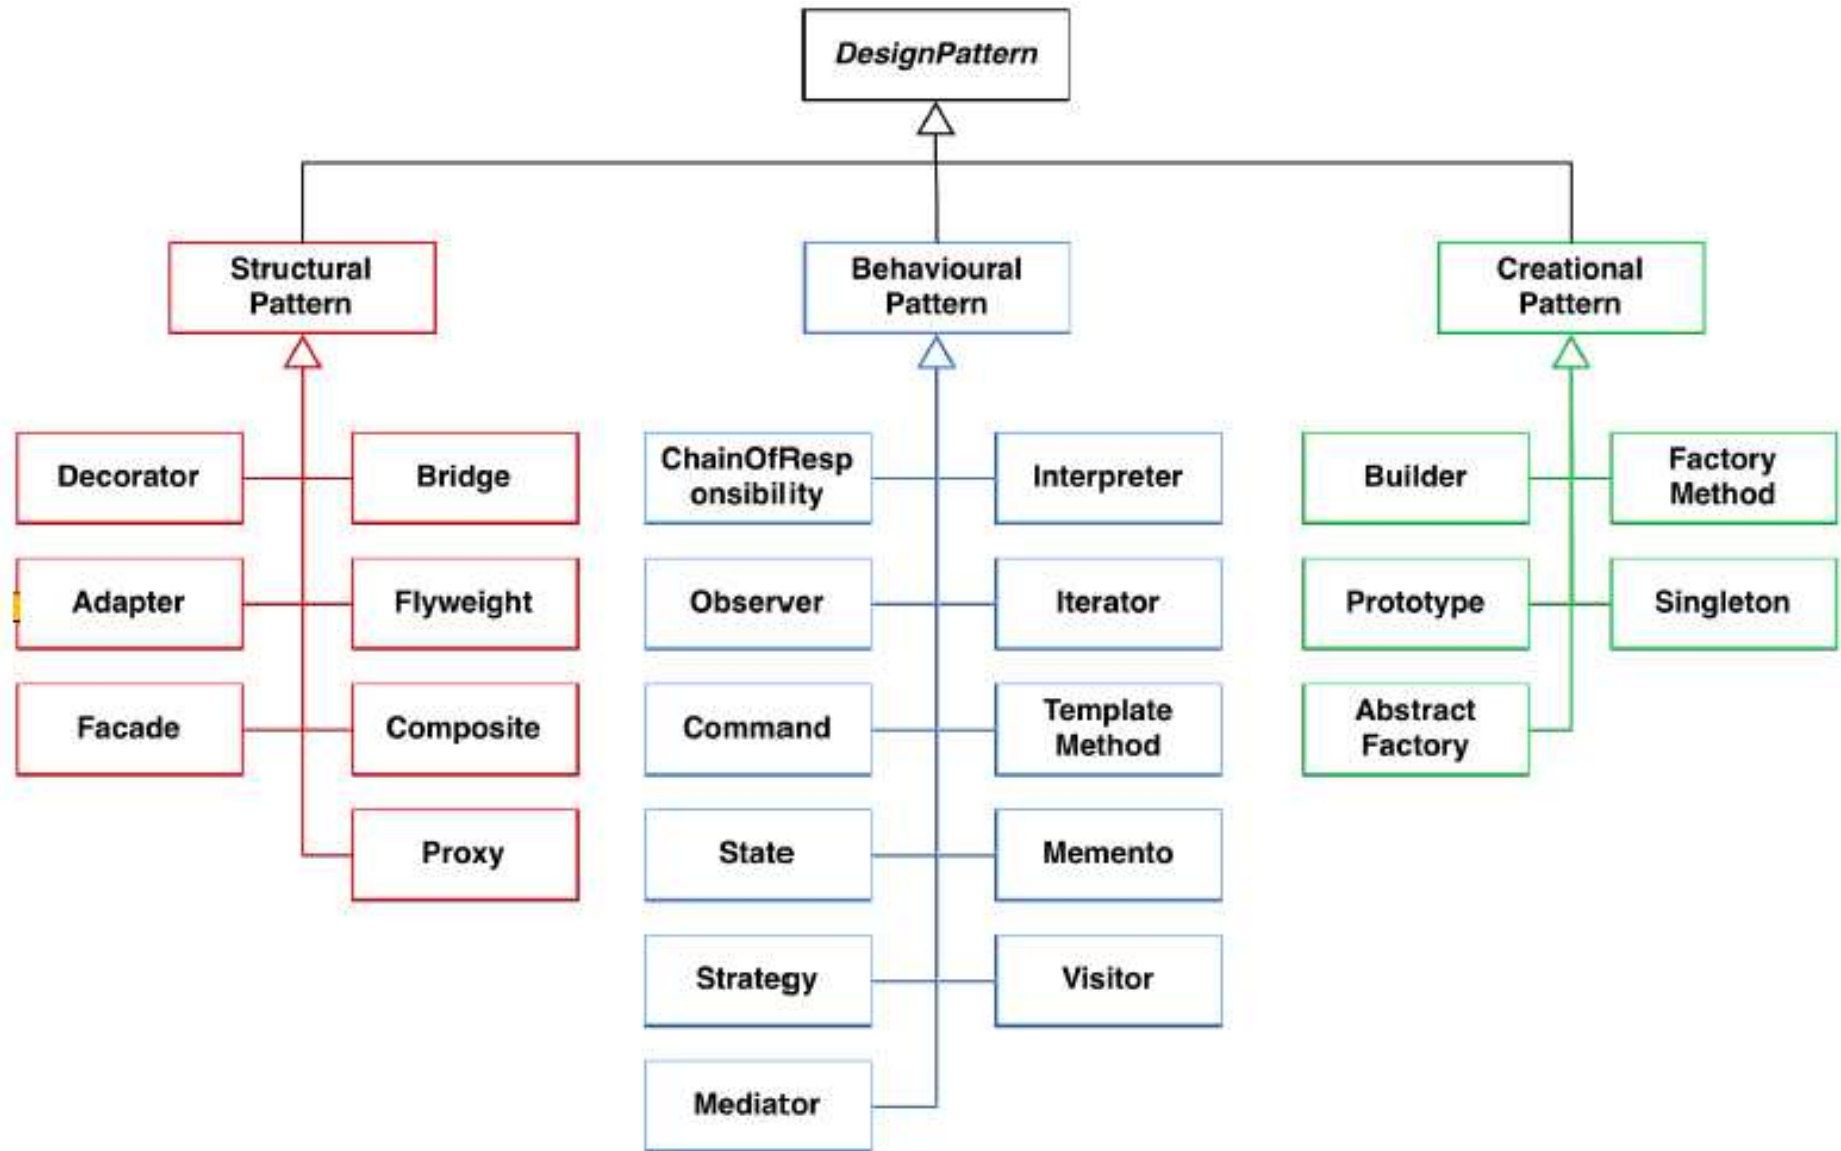 DesignPattern
Structural
Pattern
Behavioural
Pattern
Creational
Pattern
Decorator
Bridge
Adapter
Flyweight
Facade
Composite
Proxy
ChainOfResp
onsibility
Interpreter
Observer
Iterator
Command
Template
Method
State
Memento
Strategy
Visitor
Mediator
Builder
Factory
Method
Prototype
Singleton
Abstract
Factory